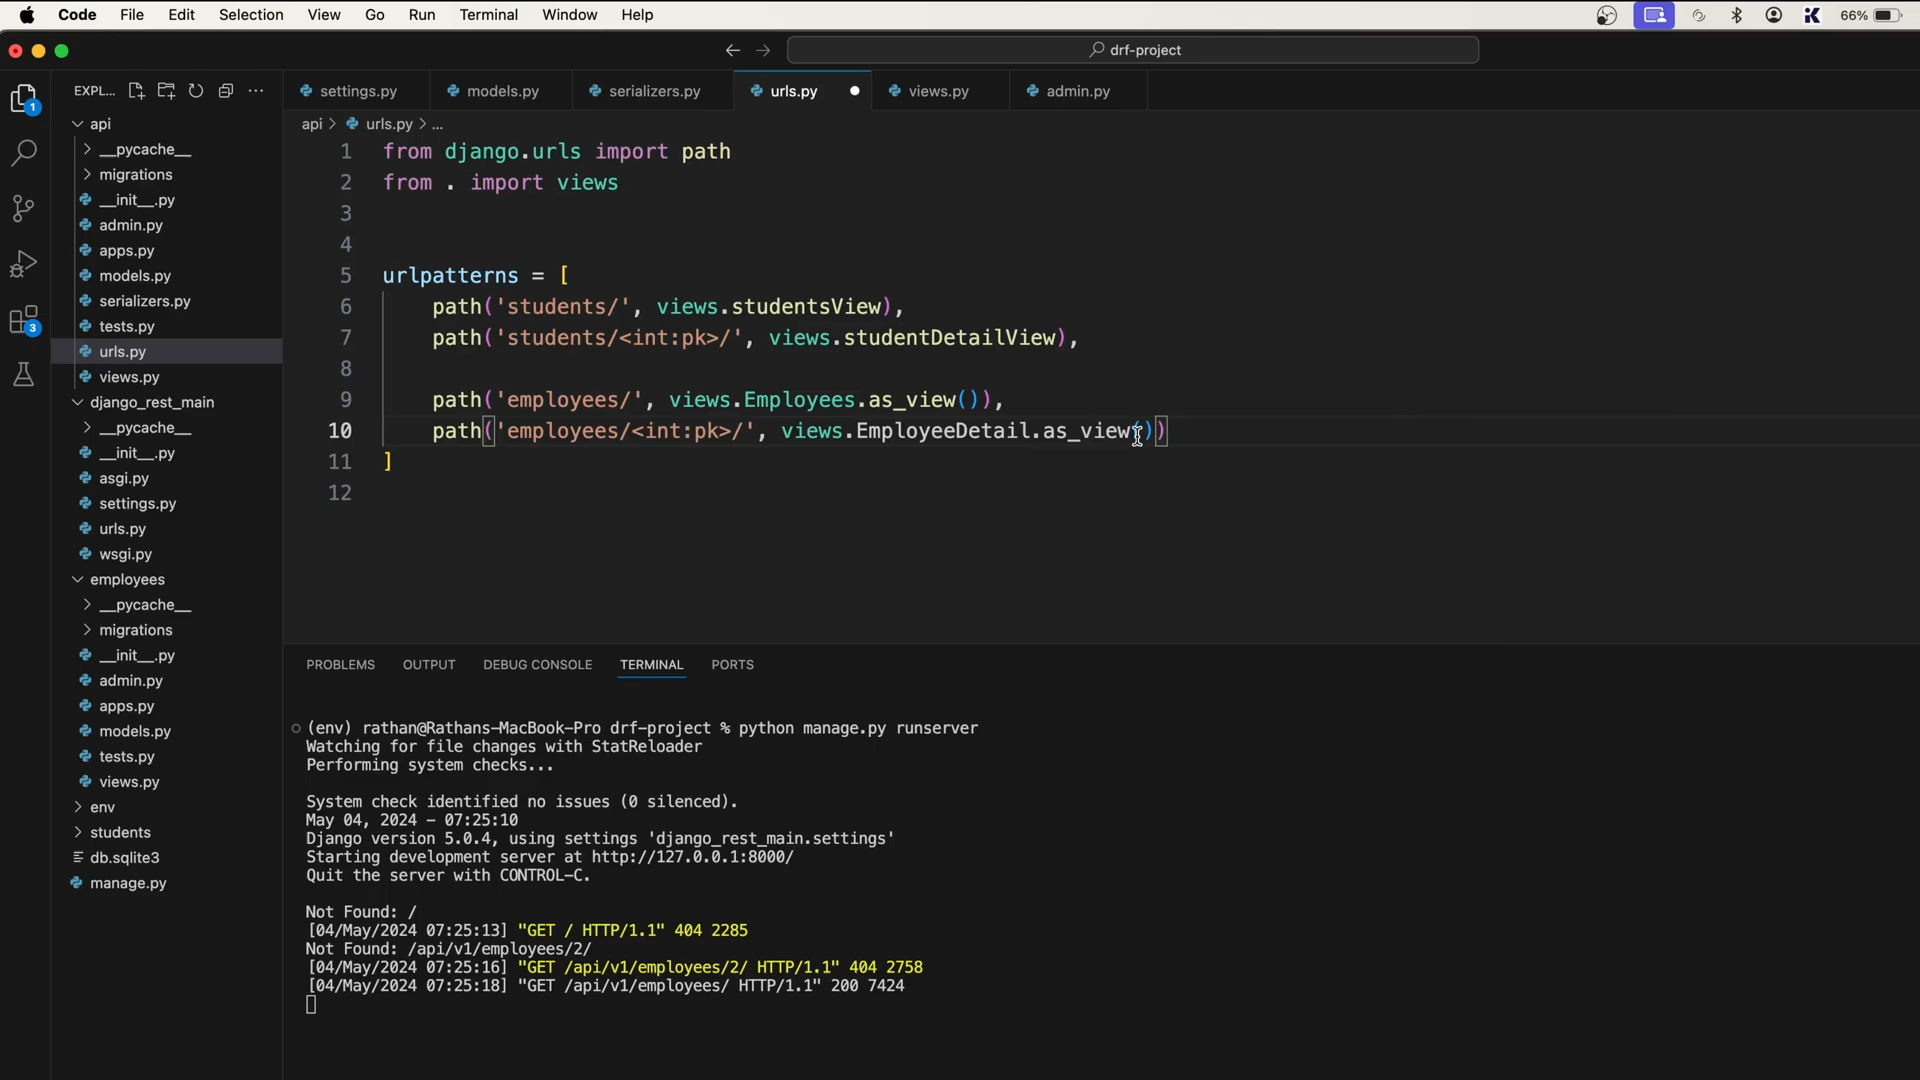 Code File Edit Selection View Go Run Terminal Window Help 66%
drf-project
EXPL...
settings.py models.py serializers.py urls.py views.py admin.py
api > urls.py > ...
api
__pycache__
migrations
__init__.py
admin.py
apps.py
models.py
serializers.py
tests.py
urls.py
views.py
django_rest_main
__pycache__
__init__.py
asgi.py
settings.py
urls.py
wsgi.py
employees
__pycache__
migrations
__init__.py
admin.py
apps.py
models.py
tests.py
views.py
env
students
db.sqlite3
manage.py
1
3
1 from django.urls import path
2 from . import views
3
4
5 urlpatterns = [
6 path('students/', views.studentsView),
7 path('students/<int:pk>/', views.studentDetailView),
8
9 path('employees/', views.Employees.as_view()),
10 path('employees/<int:pk>/', views.EmployeeDetail.as_view())
11 ]
12
PROBLEMS OUTPUT DEBUG CONSOLE TERMINAL PORTS
(env) rathan@Rathans-MacBook-Pro drf-project % python manage.py runserver
Watching for file changes with StatReloader
Performing system checks...
System check identified no issues (0 silenced).
May 04, 2024 - 07:25:10
Django version 5.0.4, using settings 'django_rest_main.settings'
Starting development server at http://127.0.0.1:8000/
Quit the server with CONTROL-C.
Not Found: /
[04/May/2024 07:25:13] "GET / HTTP/1.1" 404 2285
Not Found: /api/v1/employees/2/
[04/May/2024 07:25:16] "GET /api/v1/employees/2/ HTTP/1.1" 404 2758
[04/May/2024 07:25:18] "GET /api/v1/employees/ HTTP/1.1" 200 7424